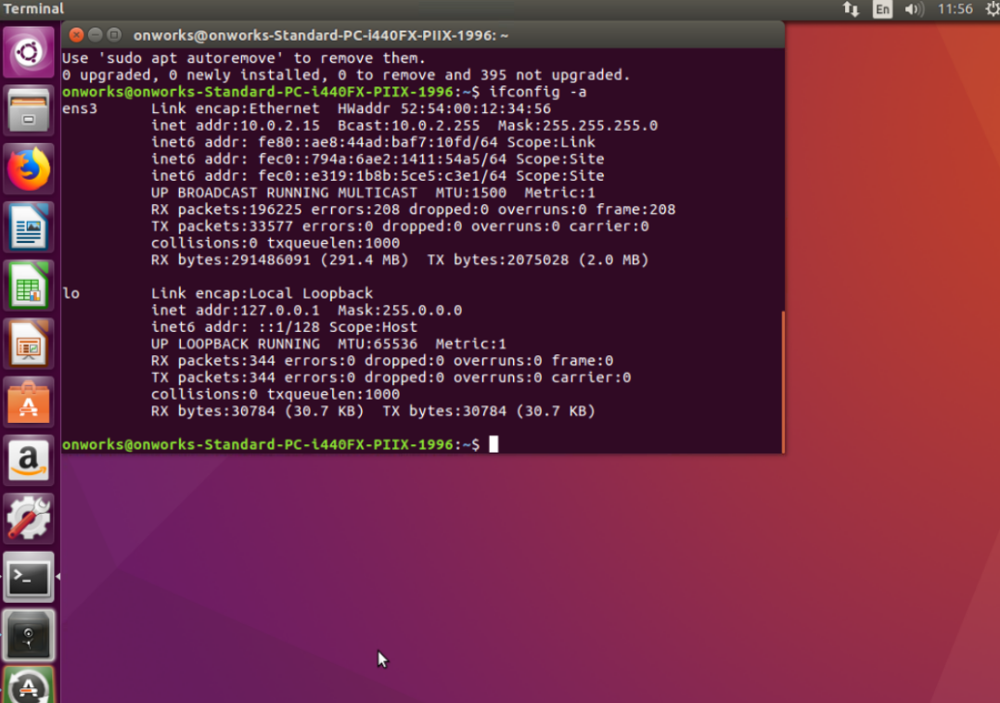 Terminal
En
11:56
onworks@onworks-Standard-PC-i440FX-PIIX-1996: ~
Use 'sudo apt autoremove' to remove them.
0 upgraded, 0 newly installed, 0 to remove and 395 not upgraded.
onworks@onworks-Standard-PC-i440FX-PIIX-1996:~$ ifconfig -a
ens3      Link encap:Ethernet  HWaddr 52:54:00:12:34:56
          inet addr:10.0.2.15  Bcast:10.0.2.255  Mask:255.255.255.0
          inet6 addr: fe80::ae8:44ad:baf7:10fd/64 Scope:Link
          inet6 addr: fec0::794a:6ae2:1411:54a5/64 Scope:Site
          inet6 addr: fec0::e319:1b8b:5ce5:c3e1/64 Scope:Site
          UP BROADCAST RUNNING MULTICAST  MTU:1500  Metric:1
          RX packets:196225 errors:208 dropped:0 overruns:0 frame:208
          TX packets:33577 errors:0 dropped:0 overruns:0 carrier:0
          collisions:0 txqueuelen:1000
          RX bytes:291486091 (291.4 MB)  TX bytes:2075028 (2.0 MB)
lo        Link encap:Local Loopback
          inet addr:127.0.0.1  Mask:255.0.0.0
          inet6 addr: ::1/128 Scope:Host
          UP LOOPBACK RUNNING  MTU:65536  Metric:1
          RX packets:344 errors:0 dropped:0 overruns:0 frame:0
          TX packets:344 errors:0 dropped:0 overruns:0 carrier:0
          collisions:0 txqueuelen:1000
          RX bytes:30784 (30.7 KB)  TX bytes:30784 (30.7 KB)
onworks@onworks-Standard-PC-i440FX-PIIX-1996:~$